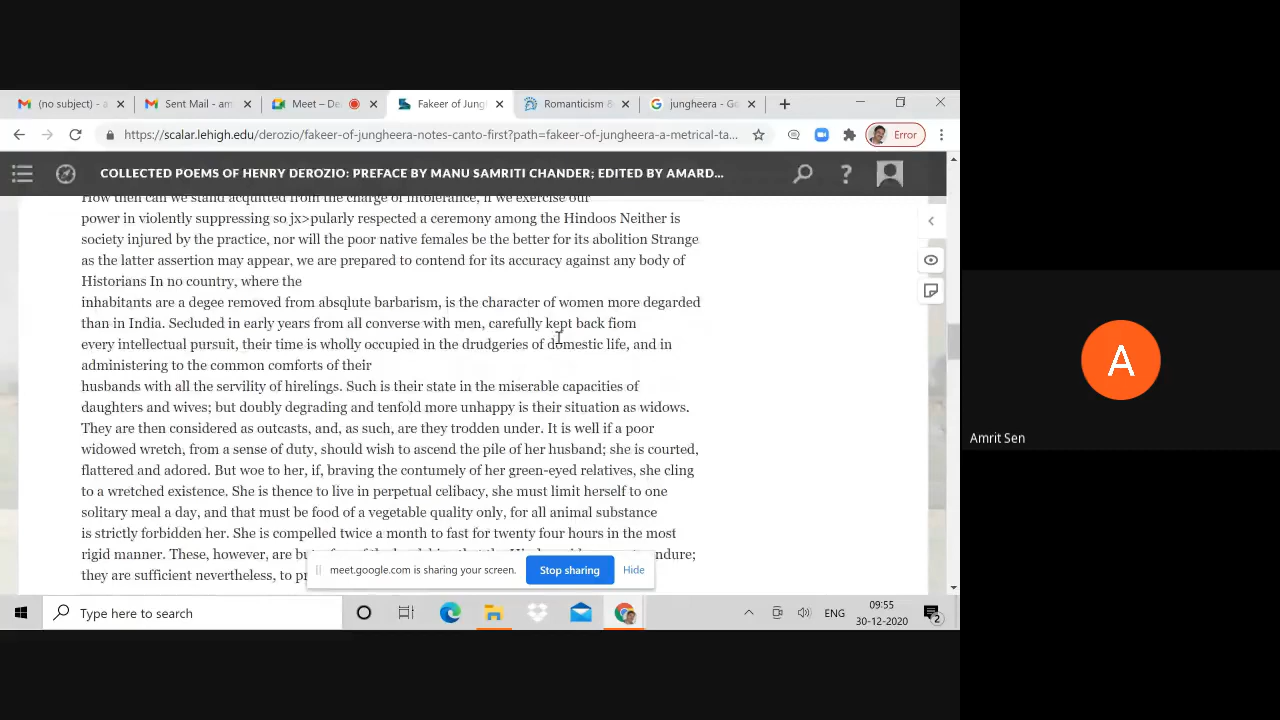 (no subject) - a
Sent Mail - am
Meet – De
Fakeer of Jung
Romanticism &
jungheera - Go
https://scalar.lehigh.edu/derozio/fakeer-of-jungheera-notes-canto-first?path=fakeer-of-jungheera-a-metrical-ta...
Error
COLLECTED POEMS OF HENRY DEROZIO: PREFACE BY MANU SAMRITI CHANDER; EDITED BY AMARD...
How then can we stand acquitted from the charge of intolerance, if we exercise our
power in violently suppressing so jx>pularly respected a ceremony among the Hindoos Neither is
society injured by the practice, nor will the poor native females be the better for its abolition Strange
as the latter assertion may appear, we are prepared to contend for its accuracy against any body of
Historians In no country, where the
inhabitants are a degee removed from absqlute barbarism, is the character of women more degarded
than in India. Secluded in early years from all converse with men, carefully kept back fiom
every intellectual pursuit, their time is wholly occupied in the drudgeries of domestic life, and in
administering to the common comforts of their
husbands with all the servility of hirelings. Such is their state in the miserable capacities of
daughters and wives; but doubly degrading and tenfold more unhappy is their situation as widows.
They are then considered as outcasts, and, as such, are they trodden under. It is well if a poor
widowed wretch, from a sense of duty, should wish to ascend the pile of her husband; she is courted,
flattered and adored. But woe to her, if, braving the contumely of her green-eyed relatives, she cling
to a wretched existence. She is thence to live in perpetual celibacy, she must limit herself to one
solitary meal a day, and that must be food of a vegetable quality only, for all animal substance
is strictly forbidden her. She is compelled twice a month to fast for twenty four hours in the most
rigid manner. These, however, are ndure;
they are sufficient nevertheless, to
meet.google.com is sharing your screen.
Stop sharing
Hide
Type here to search
ENG
09:55
30-12-2020
2
A
Amrit Sen